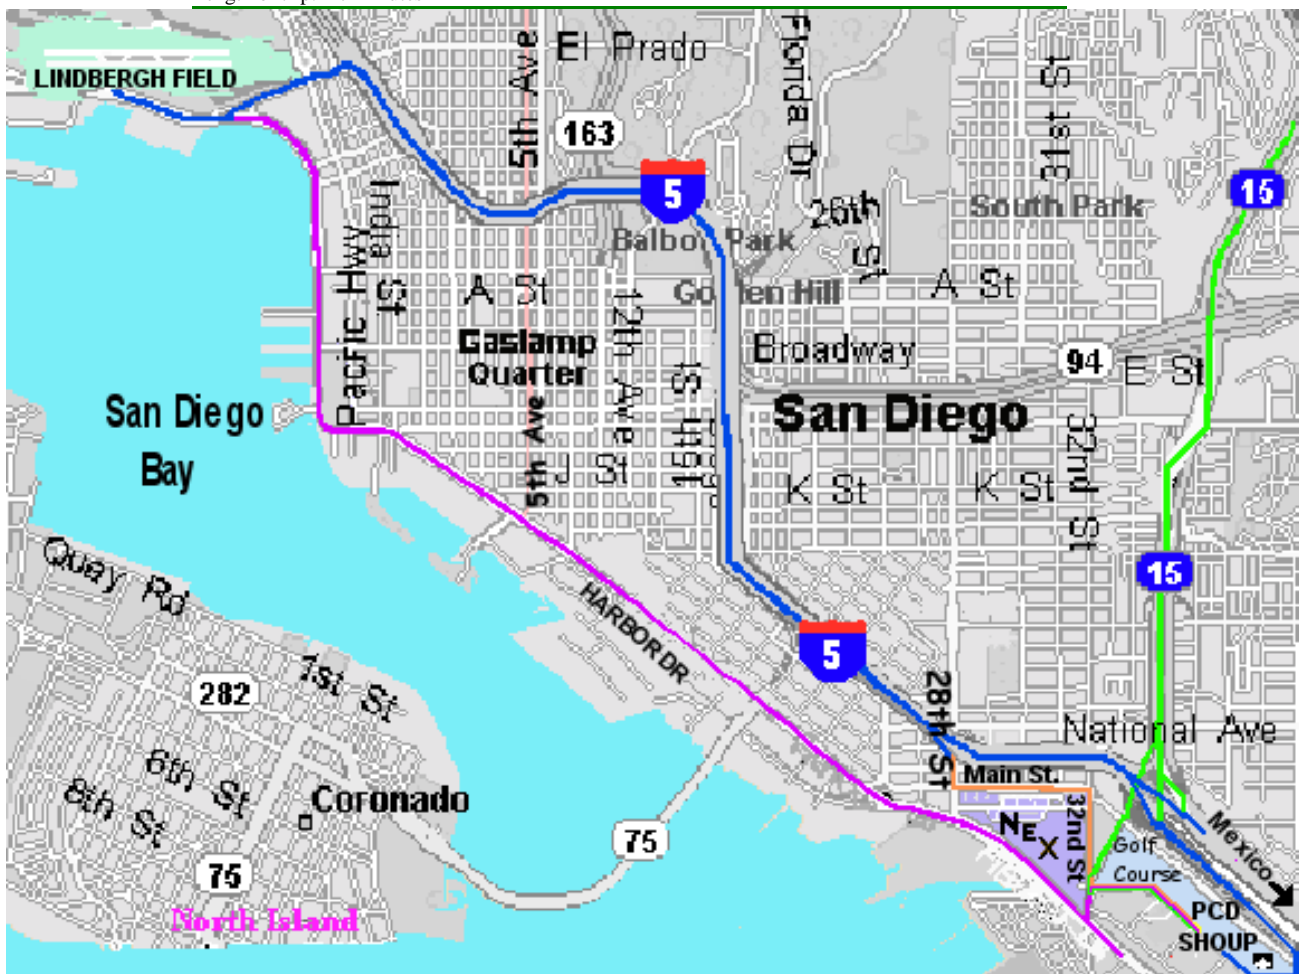 El Prado
5th Ave
Florida Dr
31st St
LINDBERGH FIELD
163
5
15
26th St
South Park
India St
Pacific Hwy
Balboa Park
A St
12th Ave
Golden Hill
A St
Gaslamp
Quarter
15th St
Broadway
94
E St
San Diego
Bay
San Diego
32nd St
5th Ave
J St
K St
K St
Quay Rd
15
HARBOR DR
5
1st St
282
28th St
National Ave
6th St
8th St
Coronado
Main St.
75
NEX
32nd St
Golf
Course
Mexico
75
North Island
PCD
SHOUP